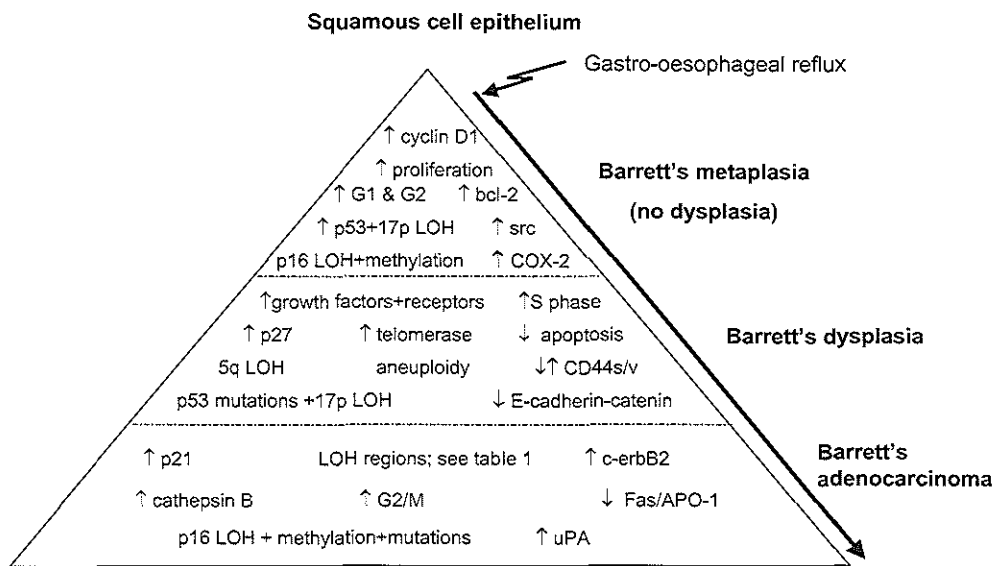 Squamous cell epithelium
Gastro-oesophageal reflux
↑ cyclin D1
↑ proliferation
↑ G1 & G2 ↑ bcl-2
↑ p53+17p LOH ↑ src
p16 LOH+methylation ↑ COX-2
Barrett's metaplasia
(no dysplasia)
↑growth factors+receptors ↑S phase
↑ p27 ↑ telomerase ↓ apoptosis
5q LOH aneuploidy ↓↑ CD44s/v
p53 mutations +17p LOH ↓ E-cadherin-catenin
Barrett's dysplasia
↑ p21 LOH regions; see table 1 ↑ c-erbB2
↑ cathepsin B ↑ G2/M ↓ Fas/APO-1
p16 LOH + methylation+mutations ↑ uPA
Barrett's
adenocarcinoma